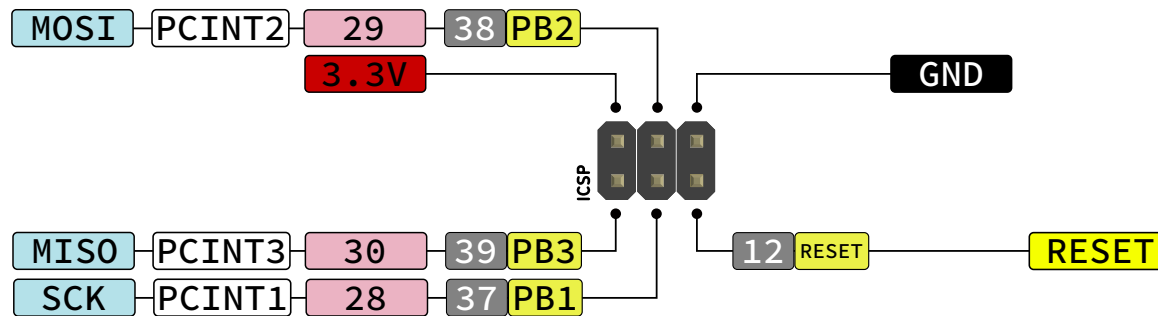 MOSI PCINT2 29 38 PB2
3.3V GND
ICSP
MISO PCINT3 30 39 PB3 12 RESET RESET
SCK PCINT1 28 37 PB1